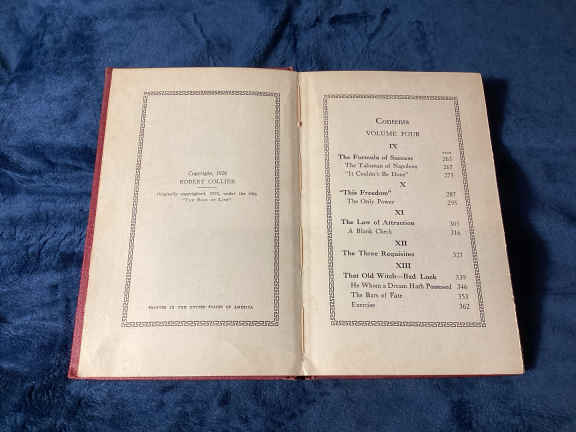 Copyright, 1926
ROBERT COLLIER
Originally copyrighted, 1925, under the title
"THE BOOK OF LIFE"
PRINTED IN THE UNITED STATES OF AMERICA
Contents
VOLUME FOUR
IX
PAGE
The Formula of Success 265
The Talisman of Napoleon 267
"It Couldn't Be Done" 273
X
"This Freedom" 287
The Only Power 295
XI
The Law of Attraction 305
A Blank Check 316
XII
The Three Requisites 321
XIII
That Old Witch—Bad Luck 339
He Whom a Dream Hath Possessed 346
The Bars of Fate 353
Exercise 362